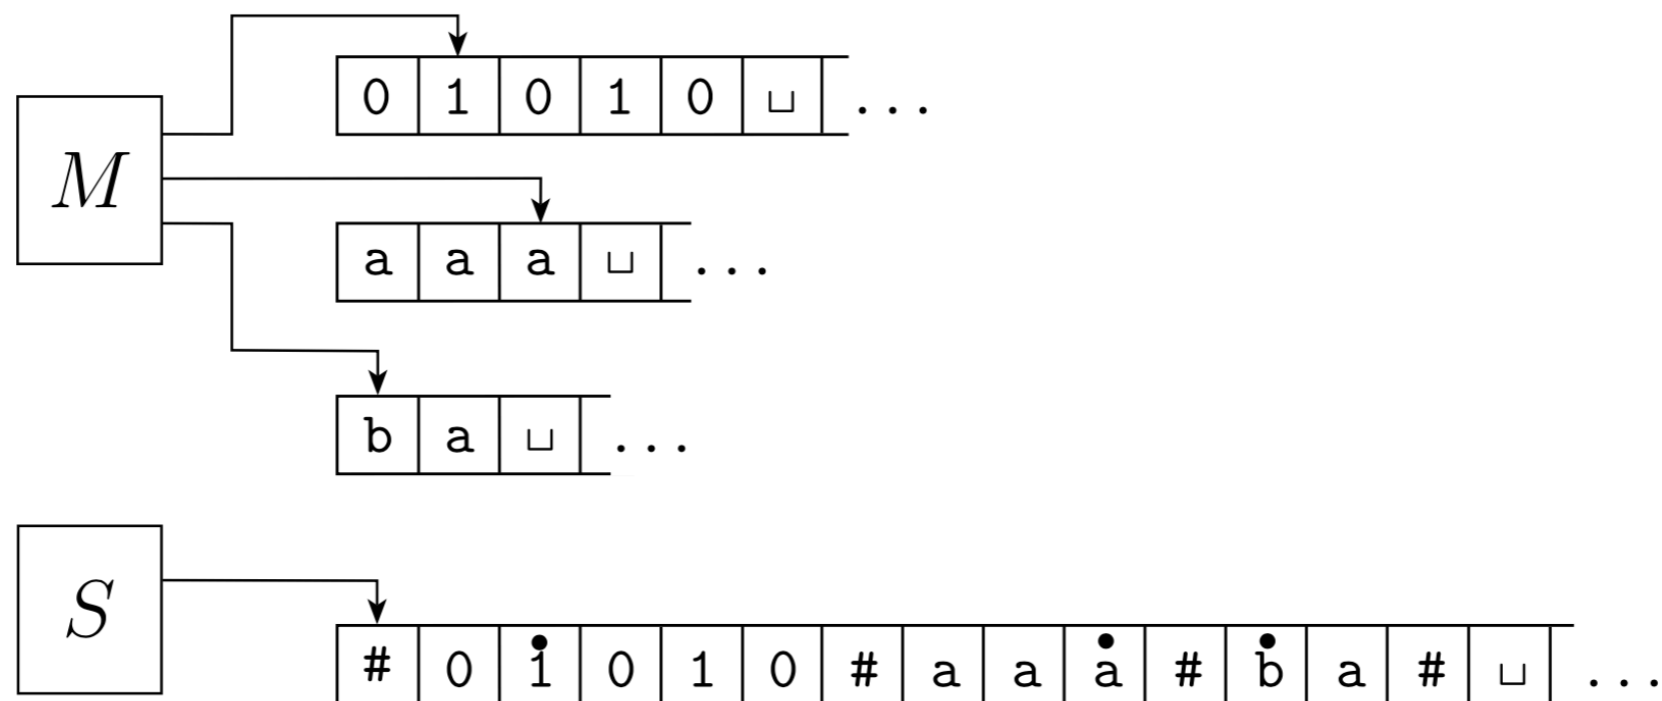 0 1 0 1 0 ␣ ...
M
a a a ␣ ...
b a ␣ ...
S
# 0 1̇ 0 1 0 # a a ȧ # ḃ a # ␣ ...